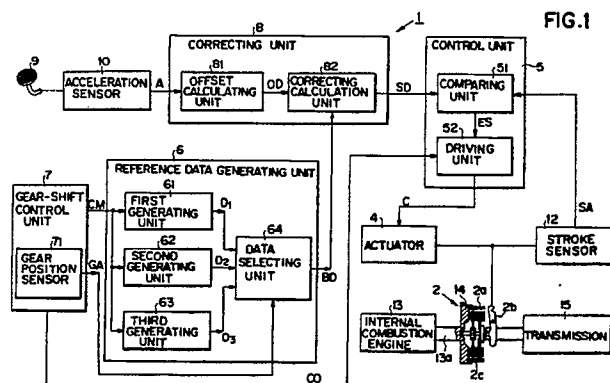 FIG.1
1
8
CORRECTING UNIT
81
OFFSET
CALCULATING
UNIT
OD
82
CORRECTING
CALCULATION
UNIT
SD
9
10
ACCELERATION
SENSOR
A
CONTROL UNIT
5
51
COMPARING
UNIT
ES
52
DRIVING
UNIT
C
SA
6
REFERENCE DATA GENERATING UNIT
7
GEAR-SHIFT
CONTROL
UNIT
71
GEAR
POSITION
SENSOR
CM
GA
61
FIRST
GENERATING
UNIT
D1
62
SECOND
GENERATING
UNIT
D2
63
THIRD
GENERATING
UNIT
D3
64
DATA
SELECTING
UNIT
BD
CO
4
ACTUATOR
12
STROKE
SENSOR
13
INTERNAL
COMBUSTION
ENGINE
13a
14
2
2a
2b
2c
15
TRANSMISSION